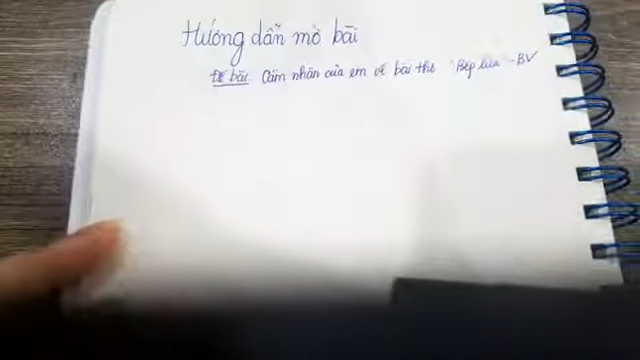 Hướng dẫn mở bài
Đề bài: Cảm nhận của em về bài thơ "Bếp lửa" - BV